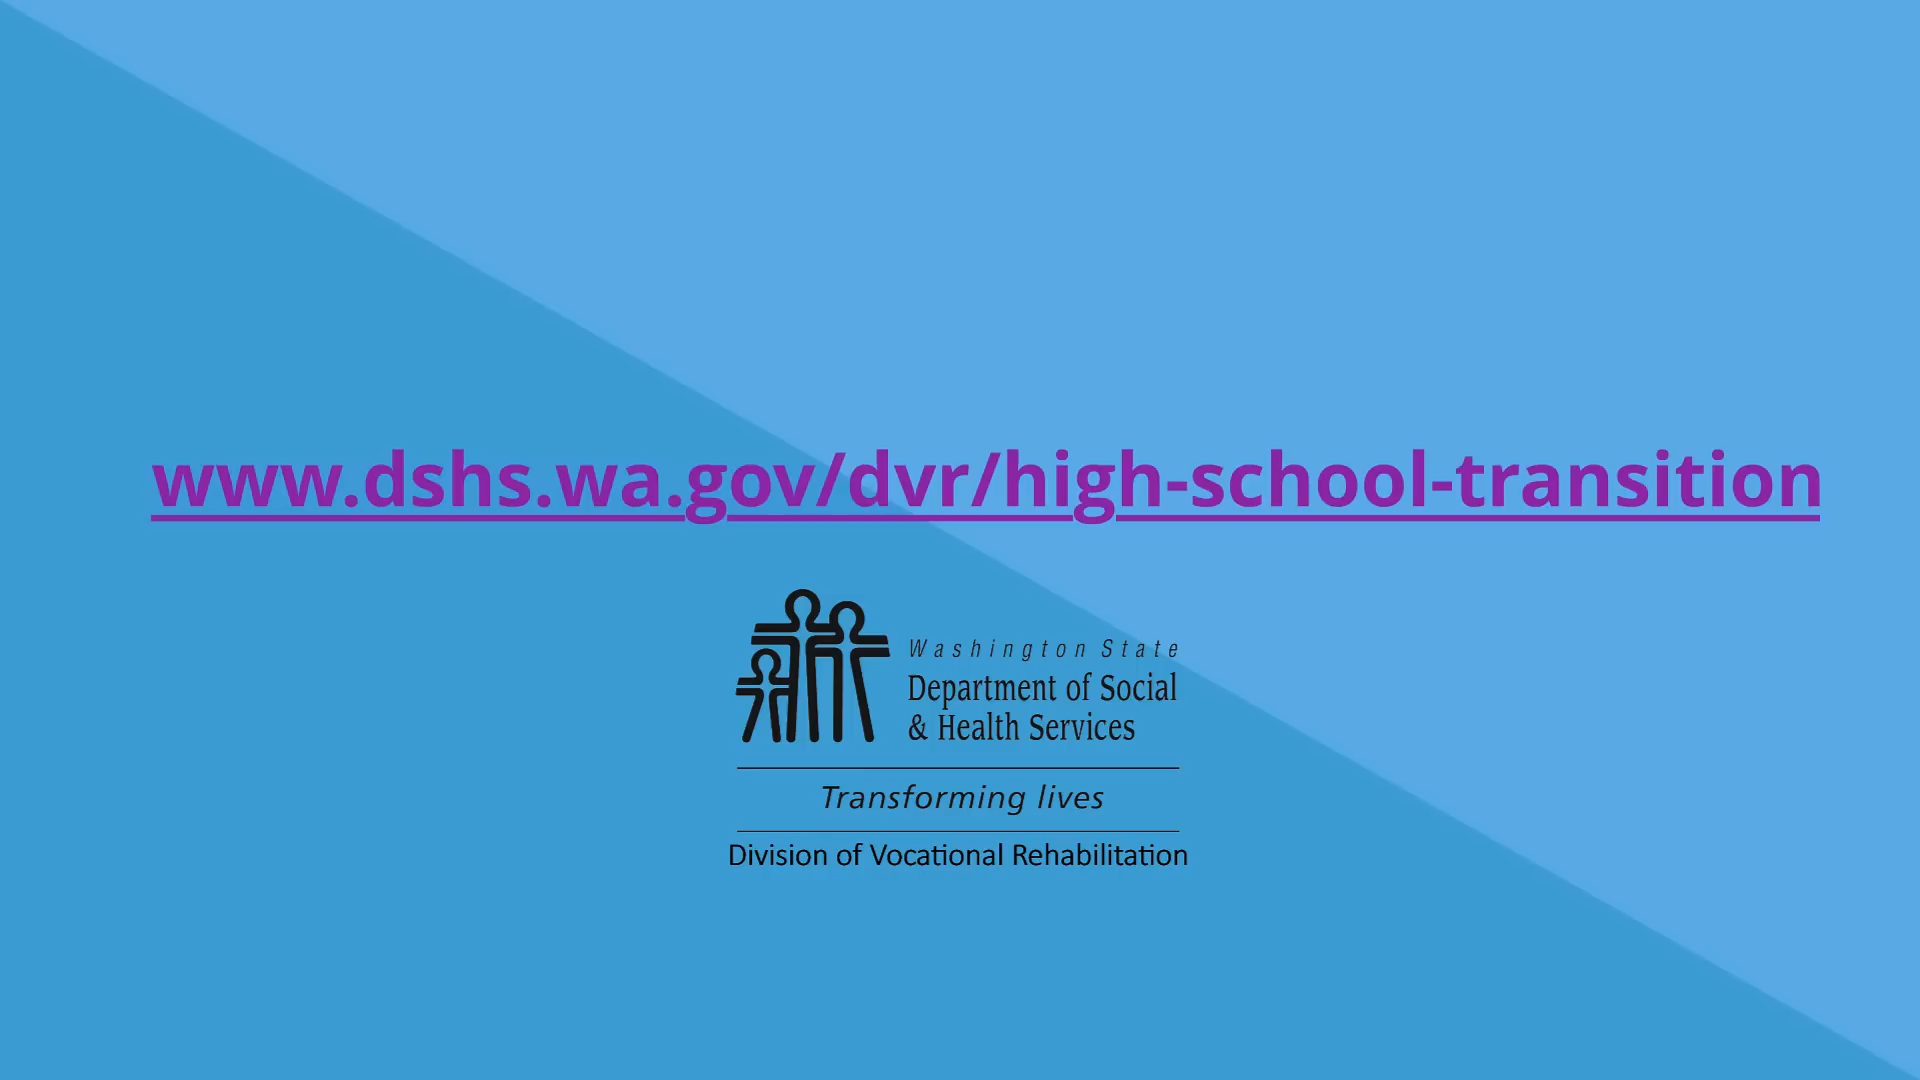 www.dshs.wa.gov/dvr/high-school-transition
Washington State
Department of Social
& Health Services
Transforming lives
Division of Vocational Rehabilitation